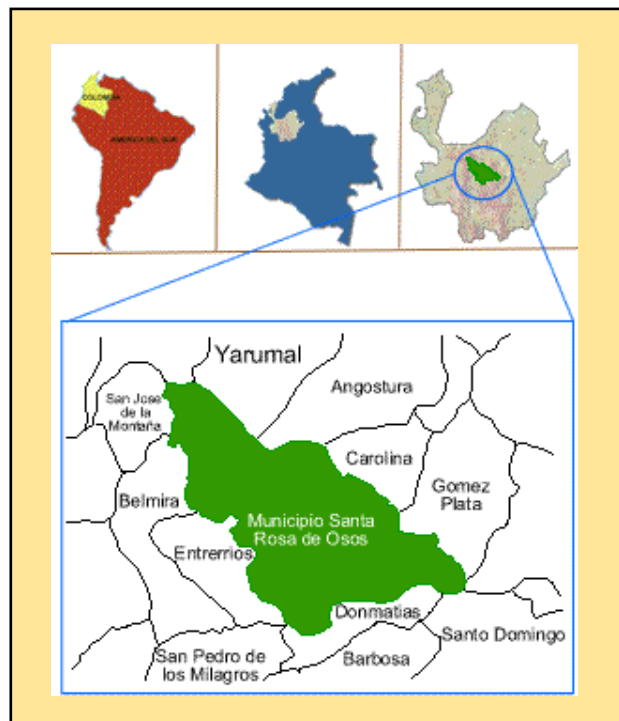 COLOMBIA
AMERICA DEL SUR
Yarumal
San Jose
de la
Montaña
Angostura
Carolina
Gomez
Plata
Belmira
Municipio Santa
Rosa de Osos
Entrerrios
Donmatias
Santo Domingo
San Pedro de
los Milagros
Barbosa